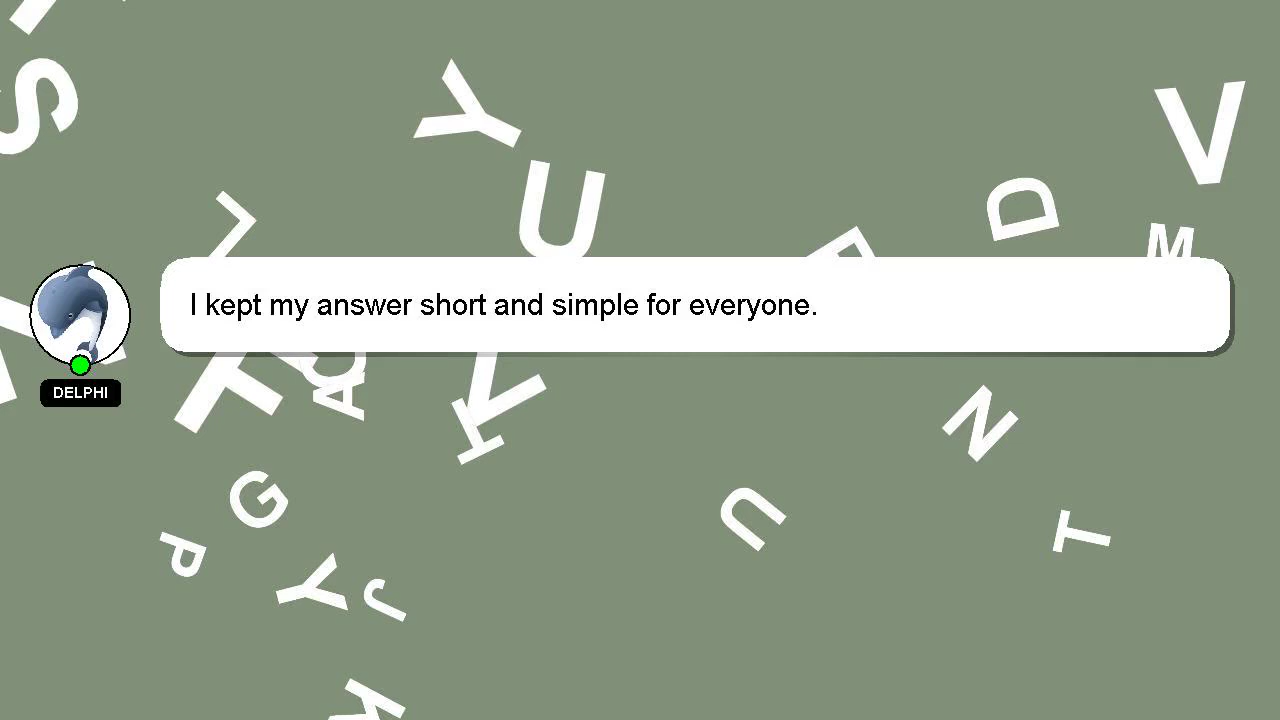 I kept my answer short and simple for everyone.
DELPHI
S
Y
U
V
D
M
L
T
A
N
G
U
T
P
Y
J
K